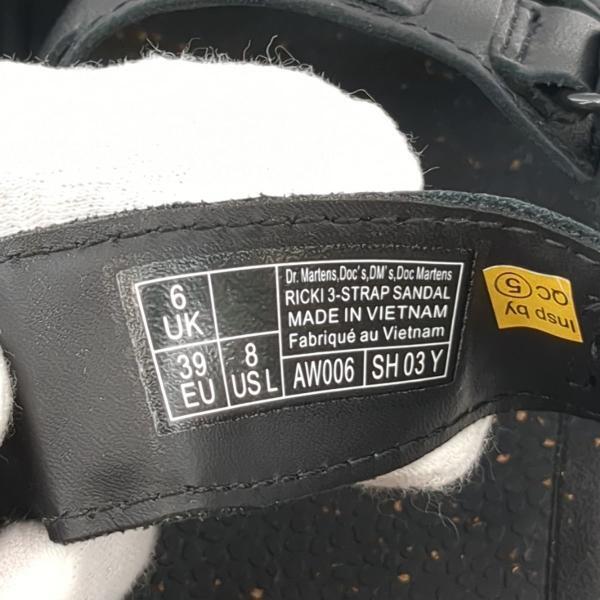 6
UK
39
EU
8
US L
Dr. Martens,Doc's,DM's,Doc Martens
RICKI 3-STRAP SANDAL
MADE IN VIETNAM
Fabriqué au Vietnam
AW006
SH 03 Y
Insp by
QC 5